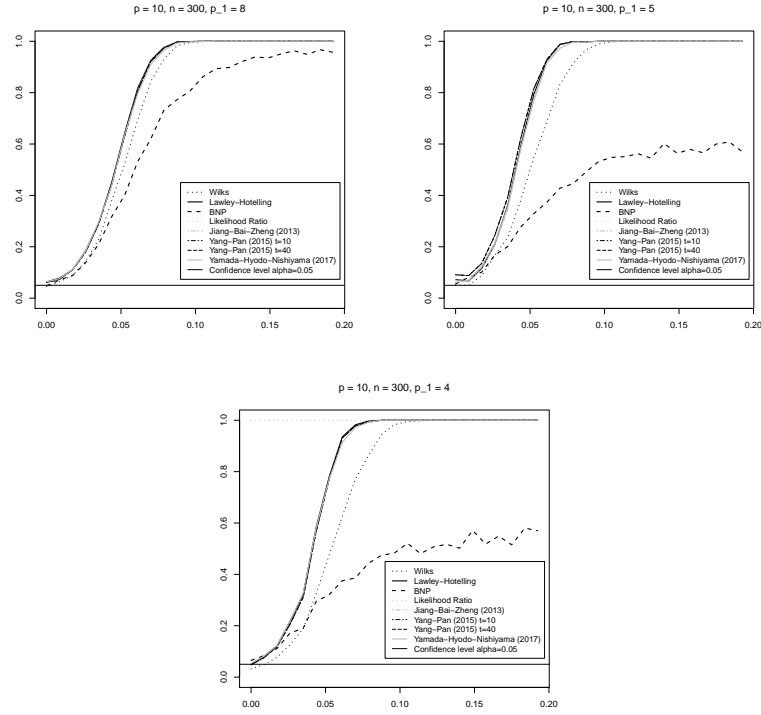 p = 10, n = 300, p_1 = 8
1.0
0.8
0.6
0.4
0.2
0.0
Wilks
Lawley−Hotelling
BNP
Likelihood Ratio
Jiang−Bai−Zheng (2013)
Yang−Pan (2015) t=10
Yang−Pan (2015) t=40
Yamada−Hyodo−Nishiyama (2017)
Confidence level alpha=0.05
0.00 0.05 0.10 0.15 0.20
p = 10, n = 300, p_1 = 5
1.0
0.8
0.6
0.4
0.2
0.0
Wilks
Lawley−Hotelling
BNP
Likelihood Ratio
Jiang−Bai−Zheng (2013)
Yang−Pan (2015) t=10
Yang−Pan (2015) t=40
Yamada−Hyodo−Nishiyama (2017)
Confidence level alpha=0.05
0.00 0.05 0.10 0.15 0.20
p = 10, n = 300, p_1 = 4
1.0
0.8
0.6
0.4
0.2
0.0
Wilks
Lawley−Hotelling
BNP
Likelihood Ratio
Jiang−Bai−Zheng (2013)
Yang−Pan (2015) t=10
Yang−Pan (2015) t=40
Yamada−Hyodo−Nishiyama (2017)
Confidence level alpha=0.05
0.00 0.05 0.10 0.15 0.20